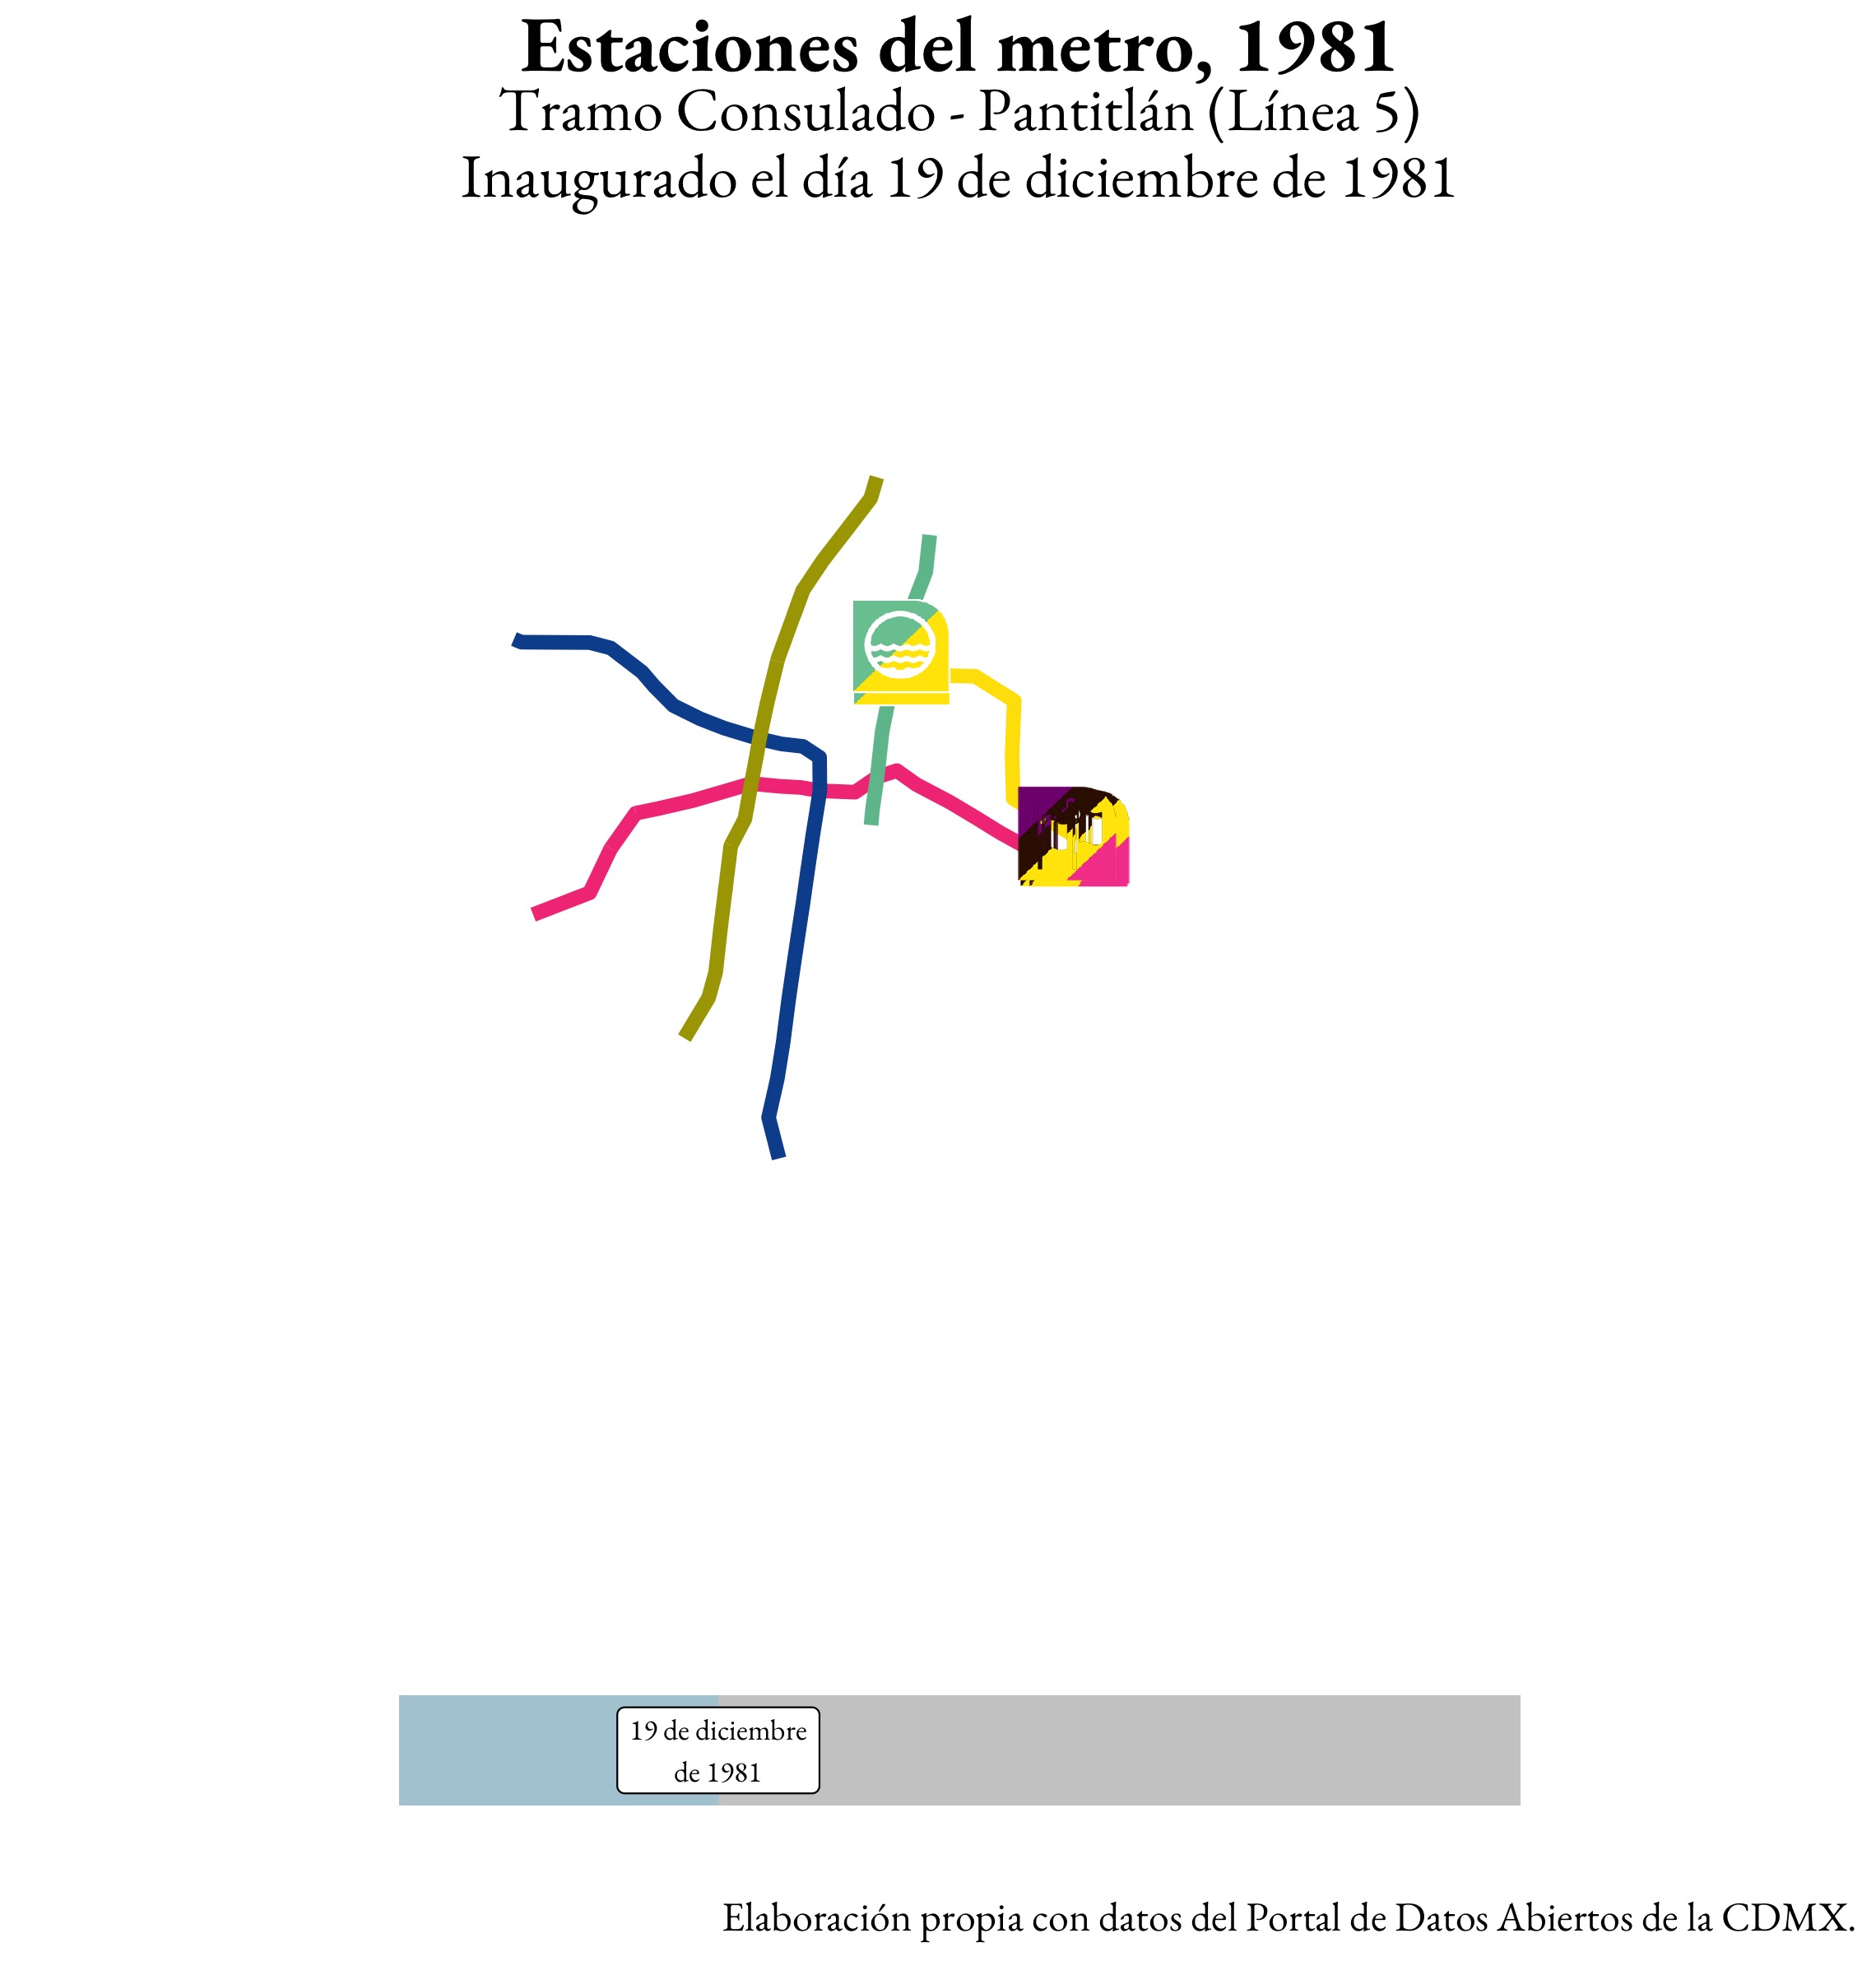 Estaciones del metro, 1981
Tramo Consulado - Pantitlán (Línea 5)
Inaugurado el día 19 de diciembre de 1981
19 de diciembre
de 1981
Elaboración propia con datos del Portal de Datos Abiertos de la CDMX.